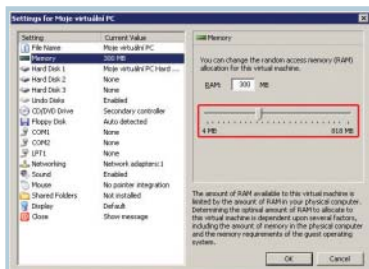 Settings for Moje virtuální PC
Setting Current Value
File Name Moje virtuální PC
Memory 300 MB
Hard Disk 1 Moje virtuální PC Hard ...
Hard Disk 2 None
Hard Disk 3 None
Undo Disks Enabled
CD/DVD Drive Secondary controller
Floppy Disk Auto detected
COM1 None
COM2 None
LPT1 None
Networking Network adapters: 1
Sound Enabled
Mouse No pointer integration
Shared Folders Not installed
Display Default
Close Show message
Memory
You can change the random access memory (RAM)
allocation for this virtual machine.
RAM: 300 MB
4 MB 818 MB
The amount of RAM available to this virtual machine is
limited by the amount of RAM in your physical computer.
Determining the optimal amount of RAM to allocate to
this virtual machine is dependent upon several factors,
including the amount of memory in the physical computer
and the memory requirements of the guest operating
system.
OK Cancel